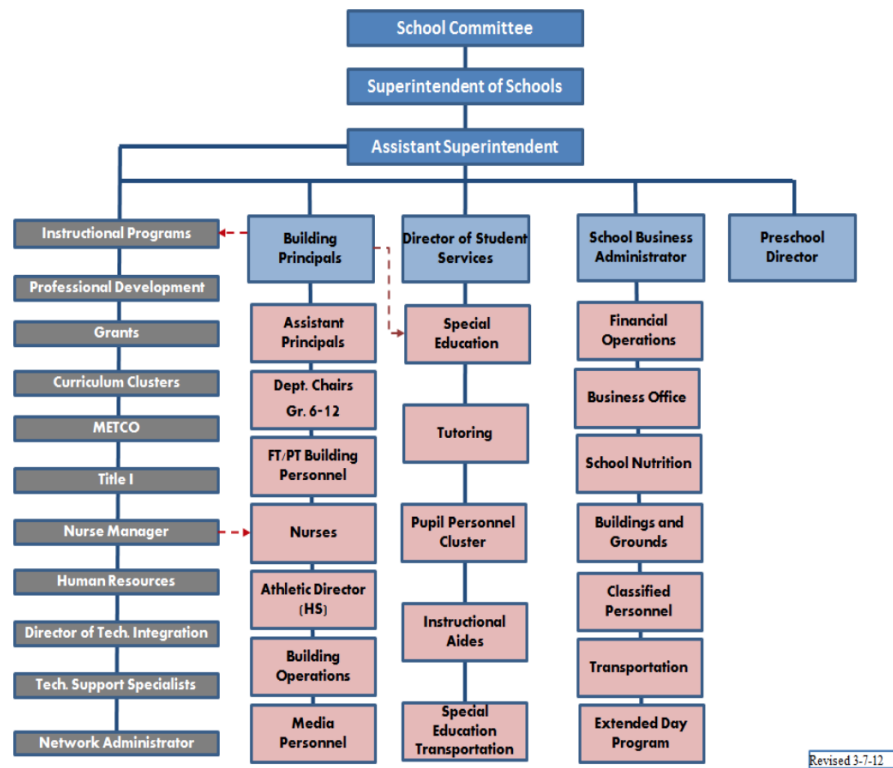 School Committee
Superintendent of Schools
Assistant Superintendent
Instructional Programs
Professional Development
Grants
Curriculum Clusters
METCO
Title I
Nurse Manager
Human Resources
Director of Tech. Integration
Tech. Support Specialists
Network Administrator
Building
Principals
Assistant
Principals
Dept. Chairs
Gr. 6-12
FT/PT Building
Personnel
Nurses
Athletic Director
(HS)
Building
Operations
Media
Personnel
Director of Student
Services
Special
Education
Tutoring
Pupil Personnel
Cluster
Instructional
Aides
Special
Education
Transportation
School Business
Administrator
Financial
Operations
Business Office
School Nutrition
Buildings and
Grounds
Classified
Personnel
Transportation
Extended Day
Program
Preschool
Director
Revised 3-7-12